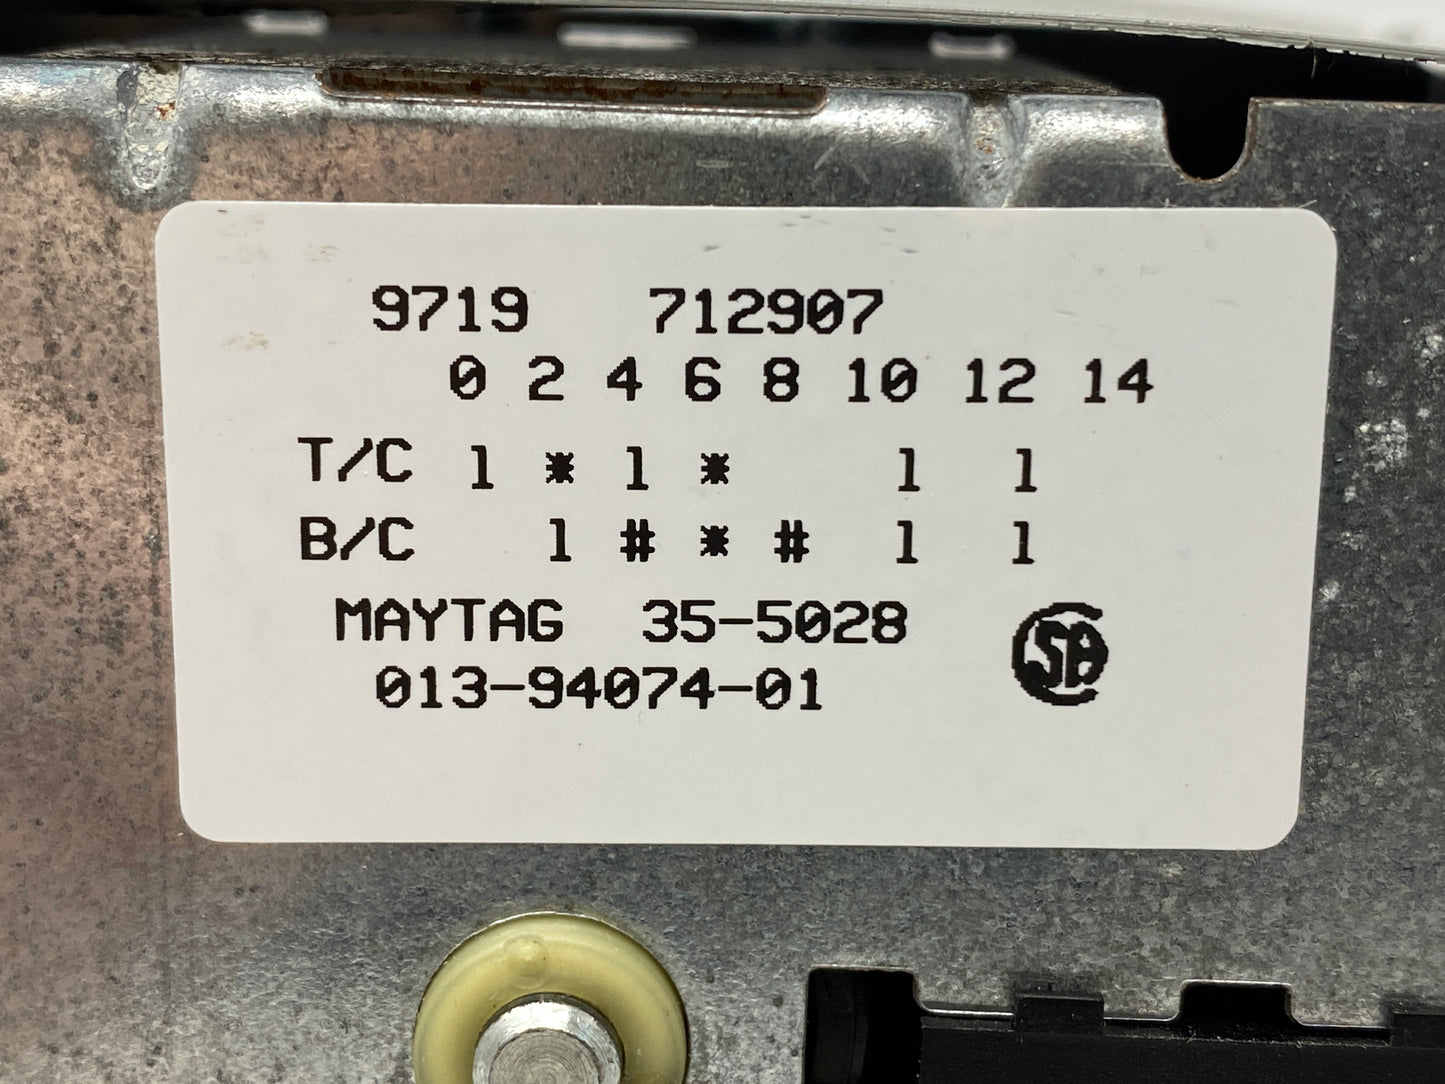 9719 712907
0 2 4 6 8 10 12 14
T/C 1 * 1 * 1 1
B/C 1 # * # 1 1
MAYTAG 35-5028
013-94074-01